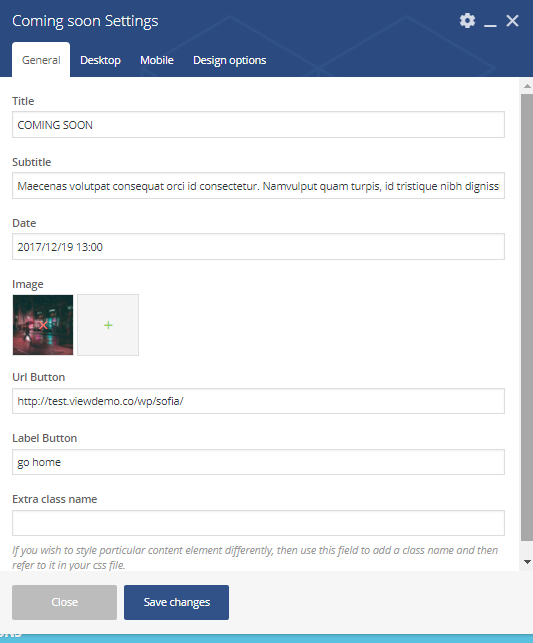 Coming soon Settings
General Desktop Mobile Design options
Title
COMING SOON
Subtitle
Maecenas volutpat consequat orci id consectetur. Namvulput quam turpis, id tristique nibh digniss
Date
2017/12/19 13:00
Image
Url Button
http://test.viewdemo.co/wp/sofia/
Label Button
go home
Extra class name
If you wish to style particular content element differently, then use this field to add a class name and then
refer to it in your css file.
Close Save changes